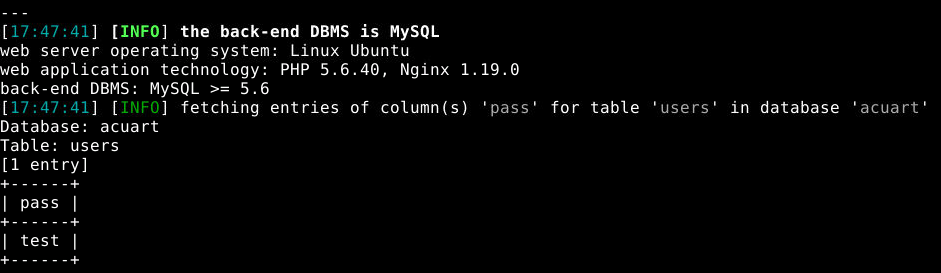 ---
[17:47:41] [INFO] the back-end DBMS is MySQL
web server operating system: Linux Ubuntu
web application technology: PHP 5.6.40, Nginx 1.19.0
back-end DBMS: MySQL >= 5.6
[17:47:41] [INFO] fetching entries of column(s) 'pass' for table 'users' in database 'acuart'
Database: acuart
Table: users
[1 entry]
+------+
| pass |
+------+
| test |
+------+